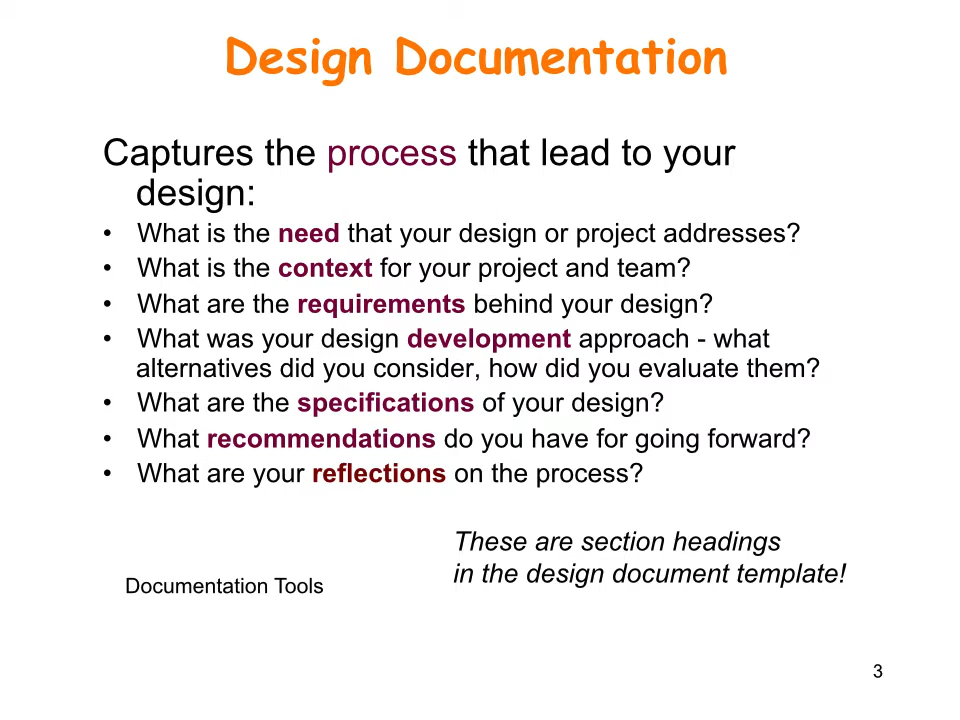 Design Documentation
Captures the process that lead to your
design:
• What is the need that your design or project addresses?
• What is the context for your project and team?
• What are the requirements behind your design?
• What was your design development approach - what
alternatives did you consider, how did you evaluate them?
• What are the specifications of your design?
• What recommendations do you have for going forward?
• What are your reflections on the process?
These are section headings
in the design document template!
Documentation Tools
3